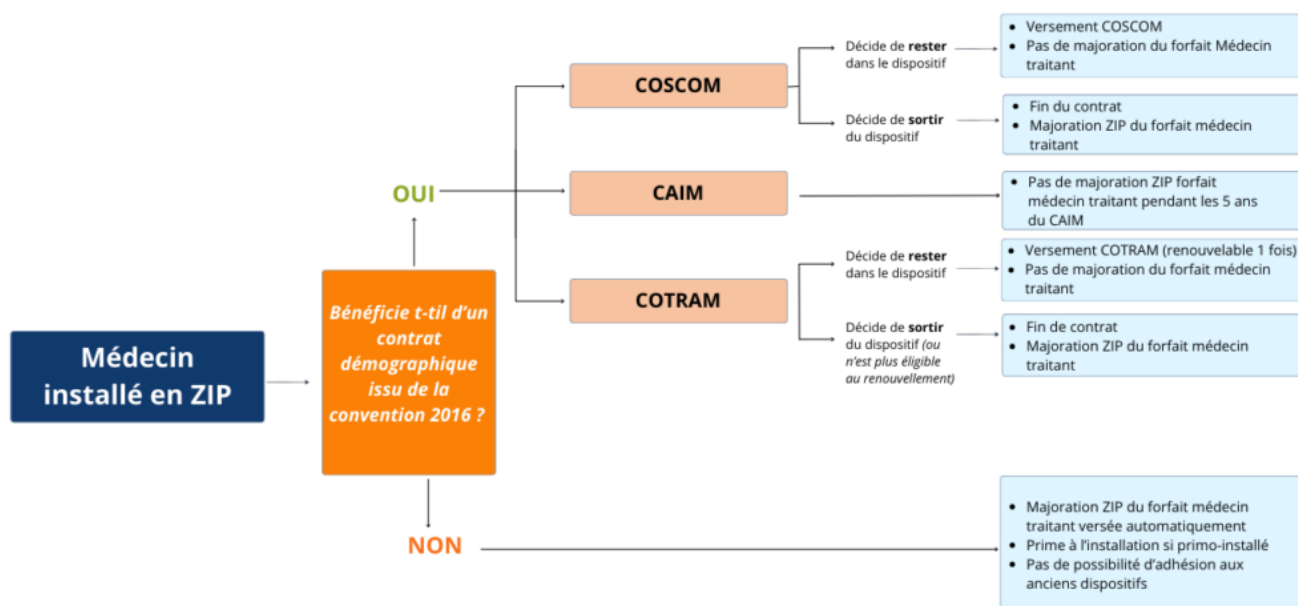 Médecin
installé en ZIP
Bénéficie t-til d’un
contrat
démographique
issu de la
convention 2016 ?
OUI
COSCOM
Décide de rester
dans le dispositif
• Versement COSCOM
• Pas de majoration du forfait Médecin
traitant
Décide de sortir
du dispositif
• Fin du contrat
• Majoration ZIP du forfait médecin
traitant
CAIM
• Pas de majoration ZIP forfait
médecin traitant pendant les 5 ans
du CAIM
COTRAM
Décide de rester
dans le dispositif
• Versement COTRAM (renouvelable 1 fois)
• Pas de majoration du forfait médecin
traitant
Décide de sortir
du dispositif (ou
n’est plus éligible
au renouvellement)
• Fin de contrat
• Majoration ZIP du forfait médecin
traitant
NON
• Majoration ZIP du forfait médecin
traitant versée automatiquement
• Prime à l’installation si primo-installé
• Pas de possibilité d’adhésion aux
anciens dispositifs